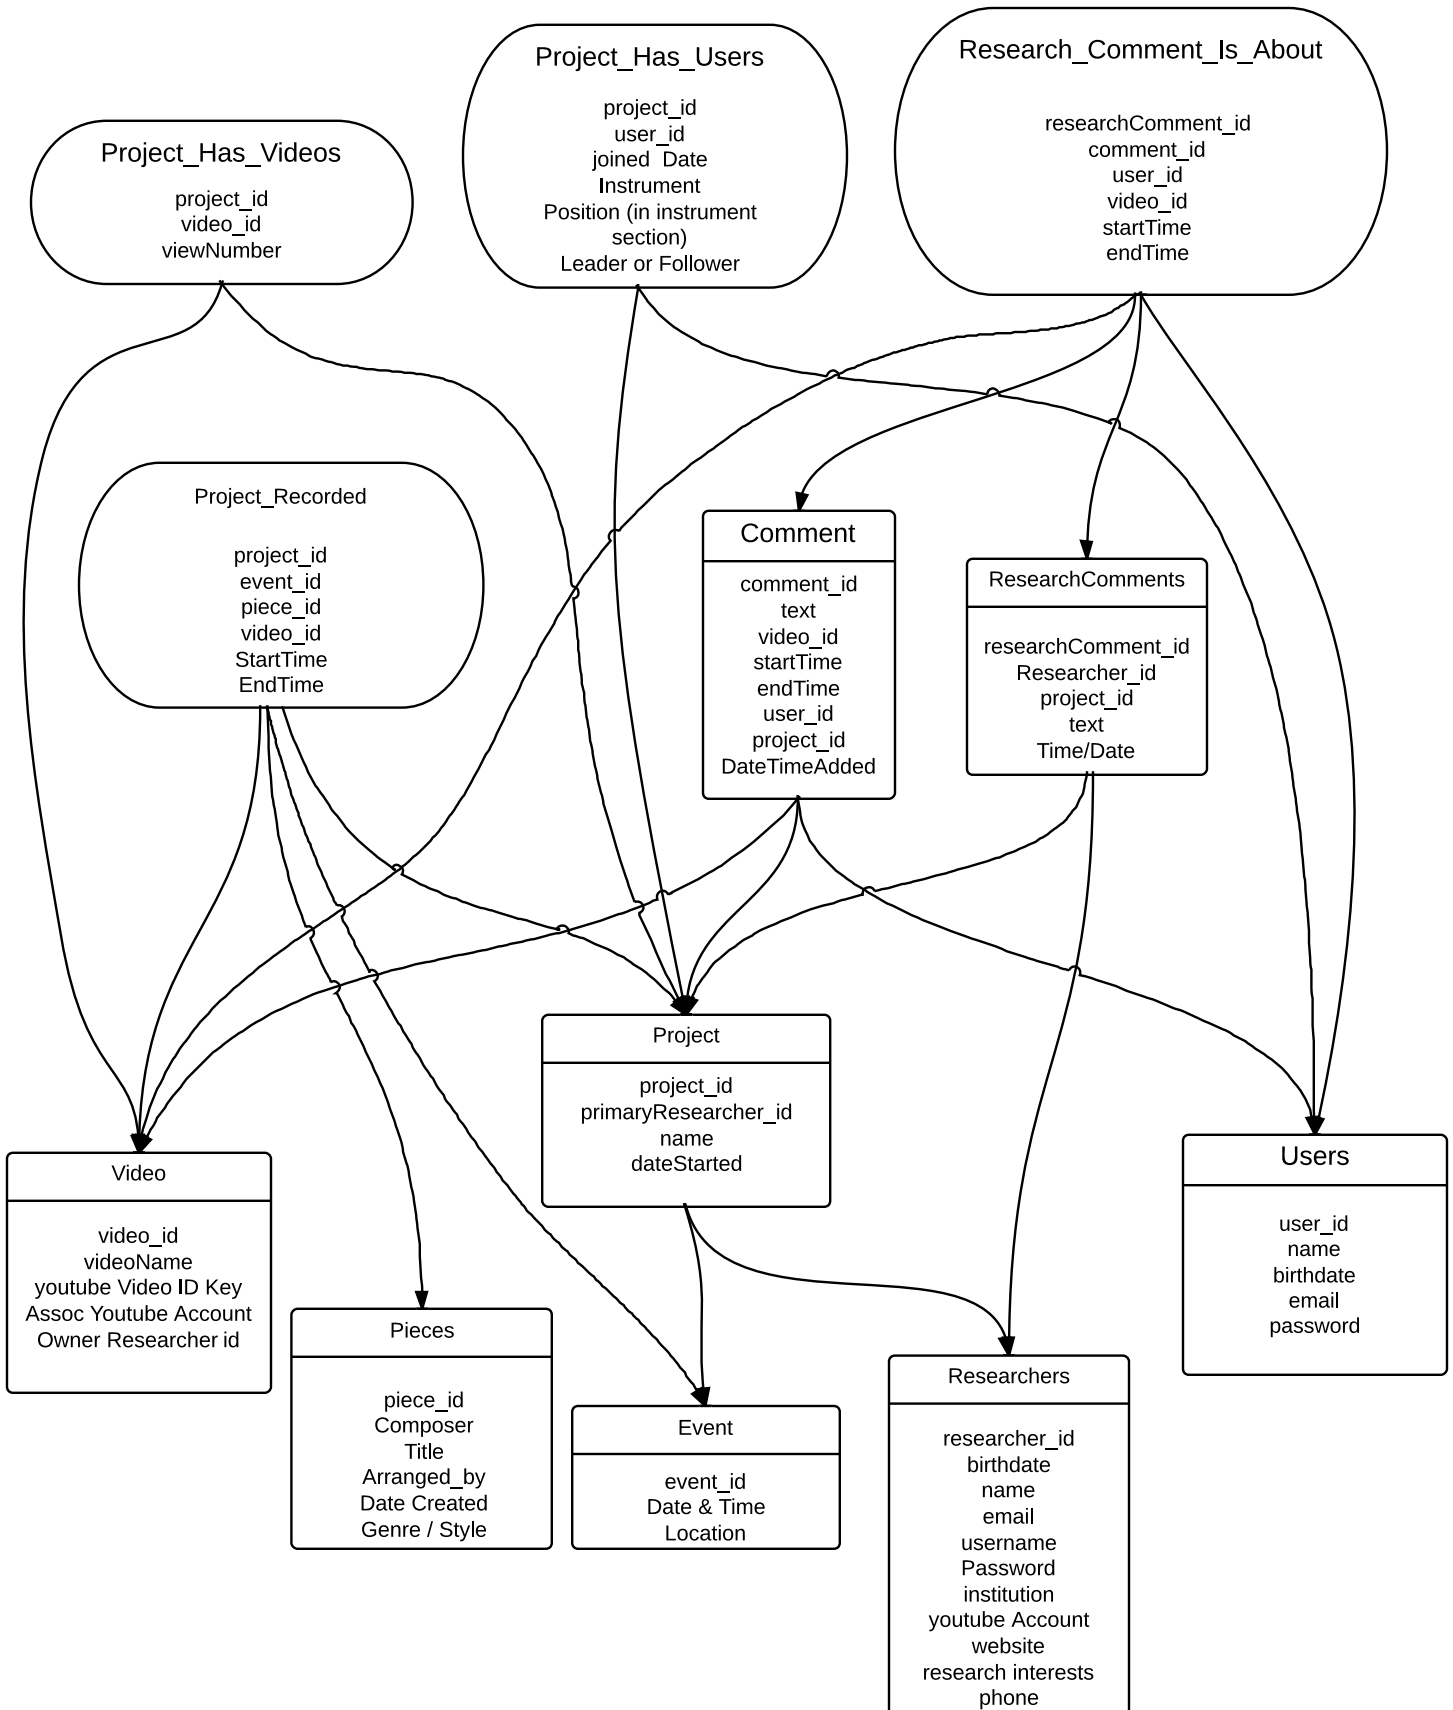 Project_Has_Videos
project_id
video_id
viewNumber
Project_Has_Users
project_id
user_id
joined Date
Instrument
Position (in instrument
section)
Leader or Follower
Research_Comment_Is_About
researchComment_id
comment_id
user_id
video_id
startTime
endTime
Project_Recorded
project_id
event_id
piece_id
video_id
StartTime
EndTime
Comment
comment_id
text
video_id
startTime
endTime
user_id
project_id
DateTimeAdded
ResearchComments
researchComment_id
Researcher_id
project_id
text
Time/Date
Project
project_id
primaryResearcher_id
name
dateStarted
Video
video_id
videoName
youtube Video ID Key
Assoc Youtube Account
Owner Researcher id
Users
user_id
name
birthdate
email
password
Pieces
piece_id
Composer
Title
Arranged_by
Date Created
Genre / Style
Event
event_id
Date & Time
Location
Researchers
researcher_id
birthdate
name
email
username
Password
institution
youtube Account
website
research interests
phone